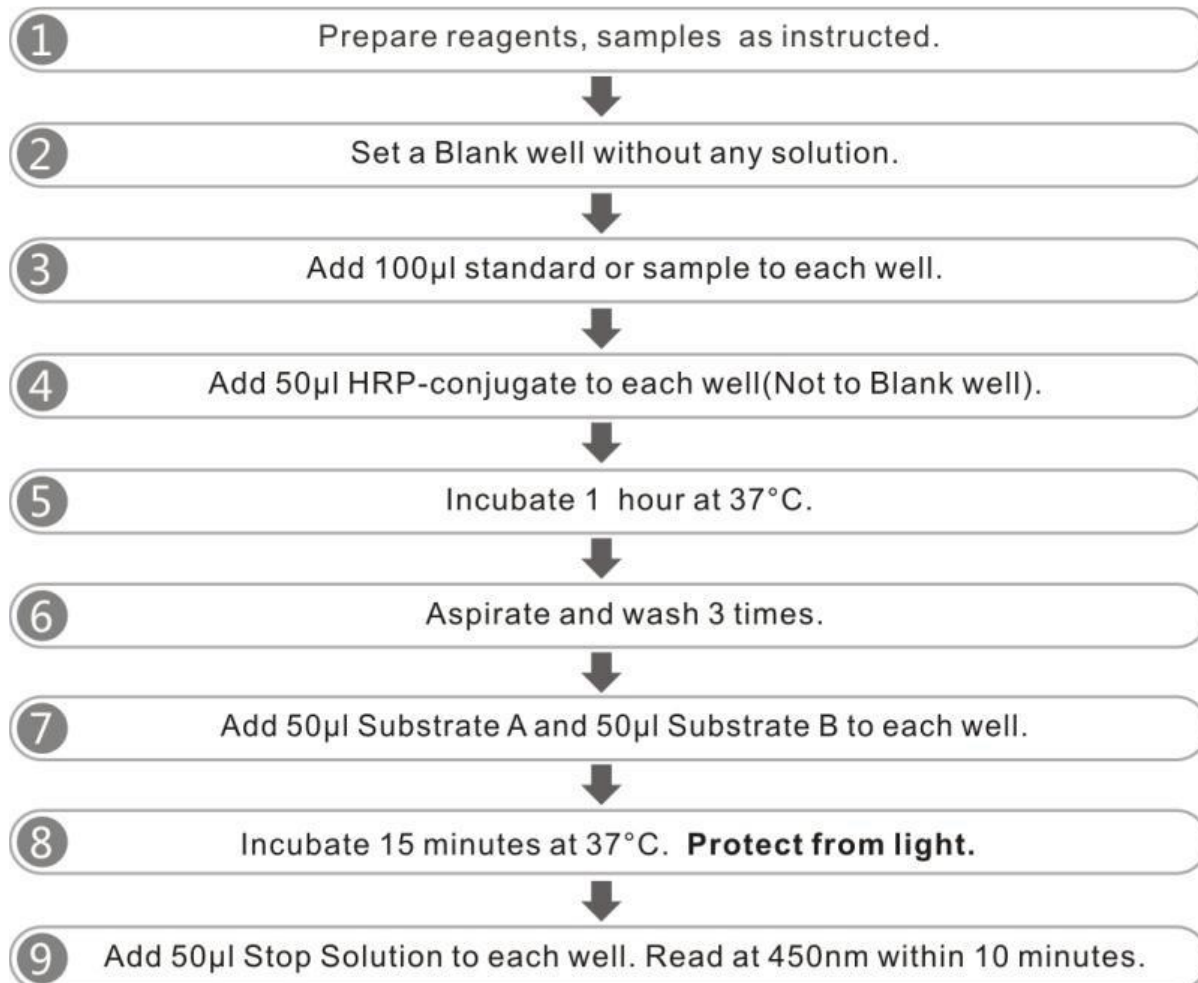 1 Prepare reagents, samples as instructed.
2 Set a Blank well without any solution.
3 Add 100µl standard or sample to each well.
4 Add 50µl HRP-conjugate to each well(Not to Blank well).
5 Incubate 1 hour at 37°C.
6 Aspirate and wash 3 times.
7 Add 50µl Substrate A and 50µl Substrate B to each well.
8 Incubate 15 minutes at 37°C. Protect from light.
9 Add 50µl Stop Solution to each well. Read at 450nm within 10 minutes.